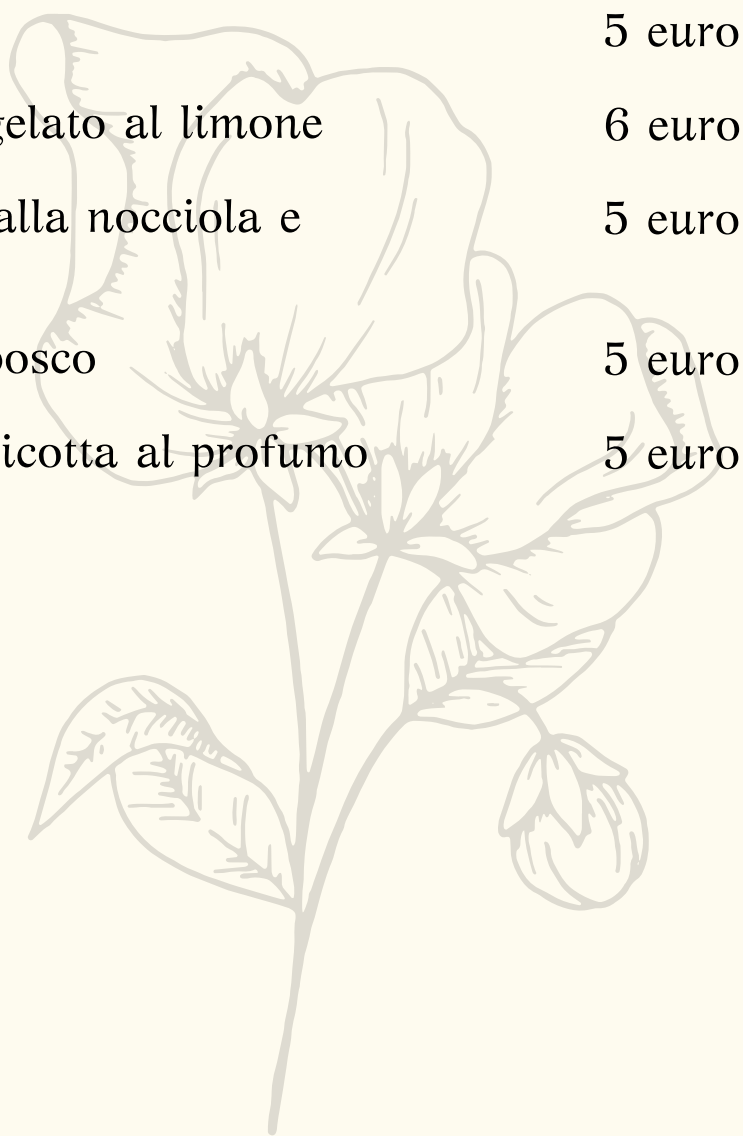 5 euro
gelato al limone 6 euro
alla nocciola e 5 euro
bosco 5 euro
icotta al profumo 5 euro